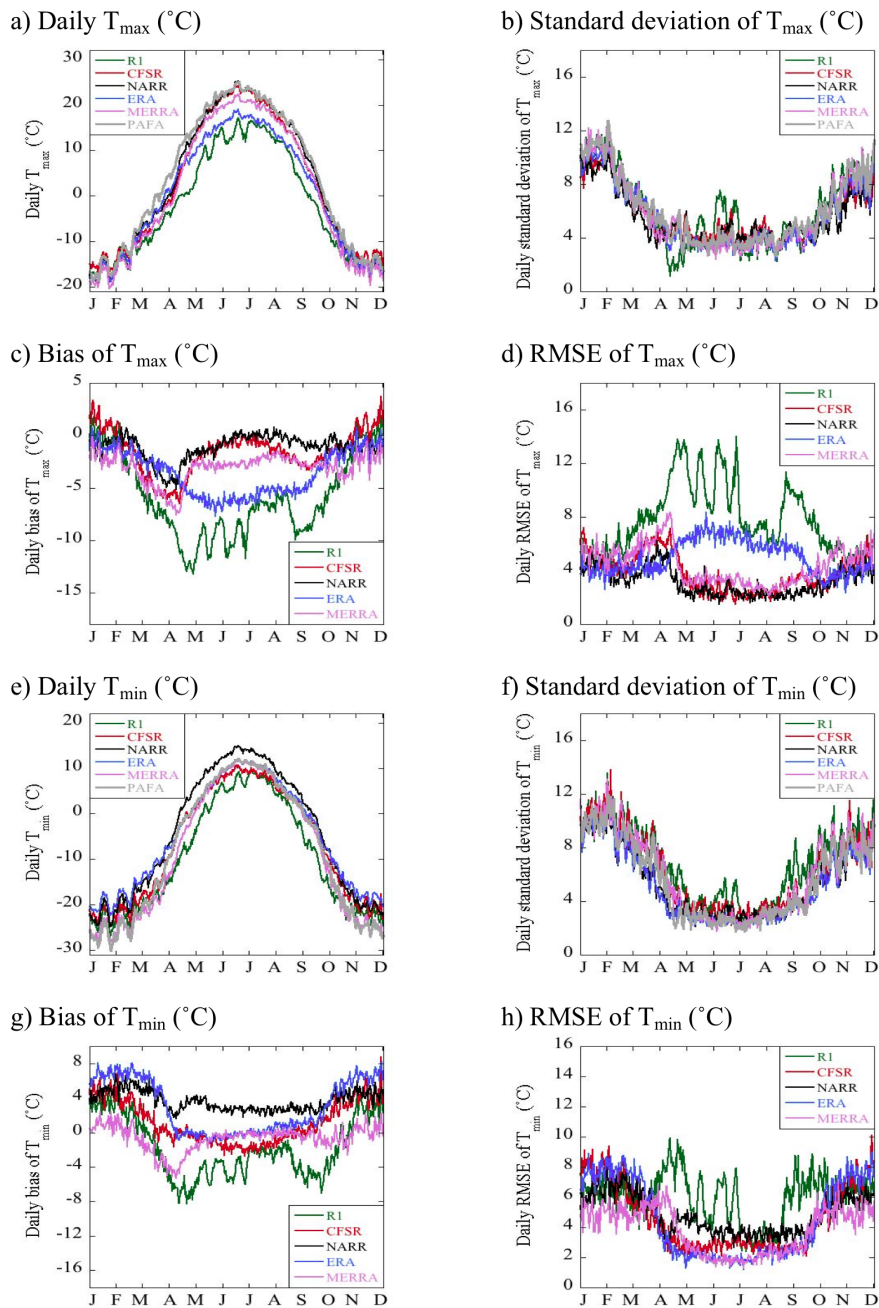 a) Daily Tmax (˚C)
Daily Tmax (°C)
30
20
10
0
-10
-20
R1
CFSR
NARR
ERA
MERRA
PAFA
J F M A M J J A S O N D
b) Standard deviation of Tmax (˚C)
Daily standard deviation of Tmax (°C)
16
12
8
4
0
R1
CFSR
NARR
ERA
MERRA
PAFA
J F M A M J J A S O N D
c) Bias of Tmax (˚C)
Daily bias of Tmax (°C)
5
0
-5
-10
-15
R1
CFSR
NARR
ERA
MERRA
J F M A M J J A S O N D
d) RMSE of Tmax (˚C)
Daily RMSE of Tmax (°C)
16
12
8
4
0
R1
CFSR
NARR
ERA
MERRA
J F M A M J J A S O N D
e) Daily Tmin (˚C)
Daily Tmin (°C)
20
10
0
-10
-20
-30
R1
CFSR
NARR
ERA
MERRA
PAFA
J F M A M J J A S O N D
f) Standard deviation of Tmin (˚C)
Daily standard deviation of Tmin (°C)
16
12
8
4
0
R1
CFSR
NARR
ERA
MERRA
PAFA
J F M A M J J A S O N D
g) Bias of Tmin (˚C)
Daily bias of Tmin (°C)
8
4
0
-4
-8
-12
-16
R1
CFSR
NARR
ERA
MERRA
J F M A M J J A S O N D
h) RMSE of Tmin (˚C)
Daily RMSE of Tmin (°C)
16
14
12
10
8
6
4
2
0
R1
CFSR
NARR
ERA
MERRA
J F M A M J J A S O N D